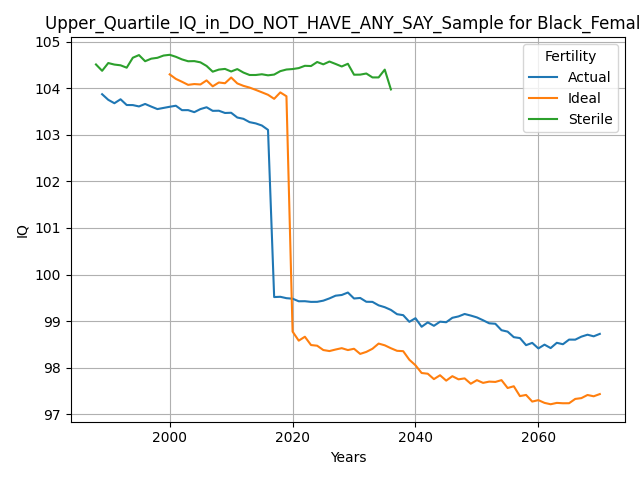 Upper_Quartile_IQ_in_DO_NOT_HAVE_ANY_SAY_Sample for Black_Femal
105
104
103
102
101
100
99
98
97
IQ
2000
2020
2040
2060
Years
Fertility
Actual
Ideal
Sterile